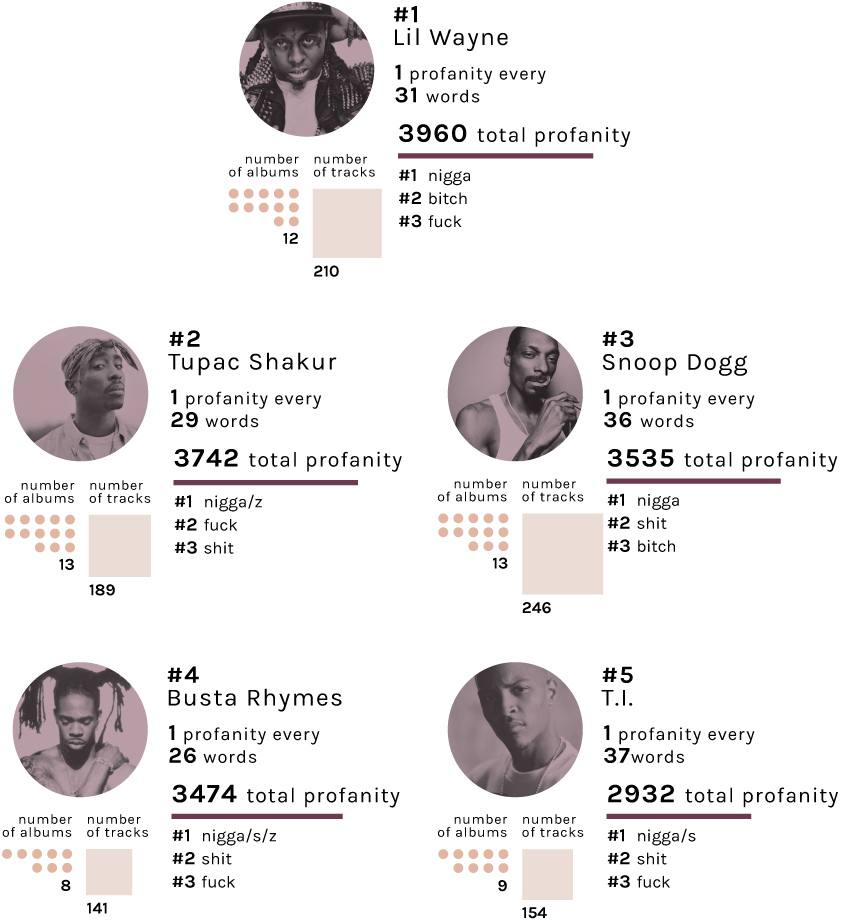 #1
Lil Wayne
1 profanity every
31 words
3960 total profanity
number
of albums
number
of tracks
#1 nigga
#2 bitch
#3 fuck
12
210
#2
Tupac Shakur
1 profanity every
29 words
3742 total profanity
number
of albums
number
of tracks
#1 nigga/z
#2 fuck
#3 shit
13
189
#3
Snoop Dogg
1 profanity every
36 words
3535 total profanity
number
of albums
number
of tracks
#1 nigga
#2 shit
#3 bitch
13
246
#4
Busta Rhymes
1 profanity every
26 words
3474 total profanity
number
of albums
number
of tracks
#1 nigga/s/z
#2 shit
#3 fuck
8
141
#5
T.I.
1 profanity every
37words
2932 total profanity
number
of albums
number
of tracks
#1 nigga/s
#2 shit
#3 fuck
9
154